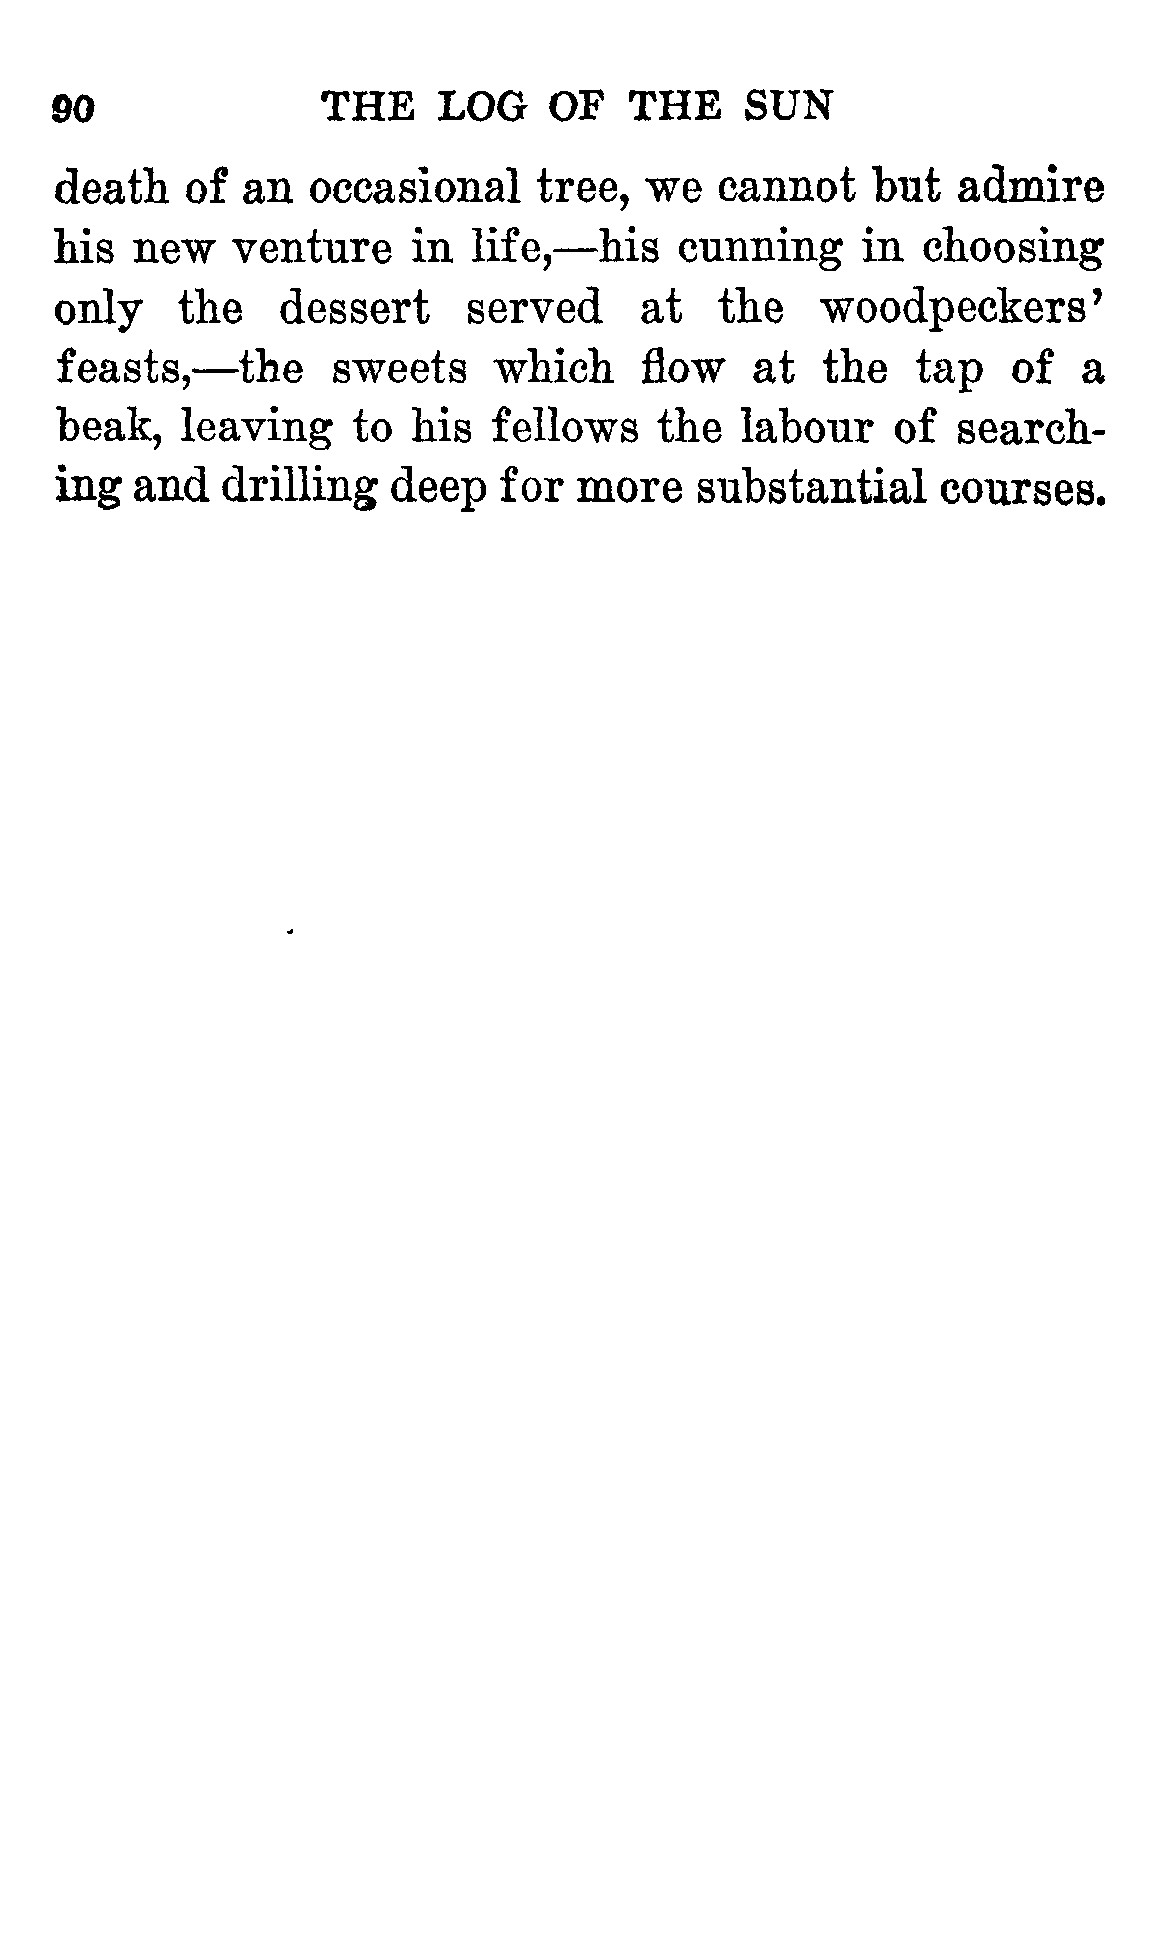 90 THE LOG OF THE SUN
death of an occasional tree, we cannot but admire
his new venture in life,—his cunning in choosing
only the dessert served at the woodpeckers'
feasts,—the sweets which flow at the tap of a
beak, leaving to his fellows the labour of search-
ing and drilling deep for more substantial courses.